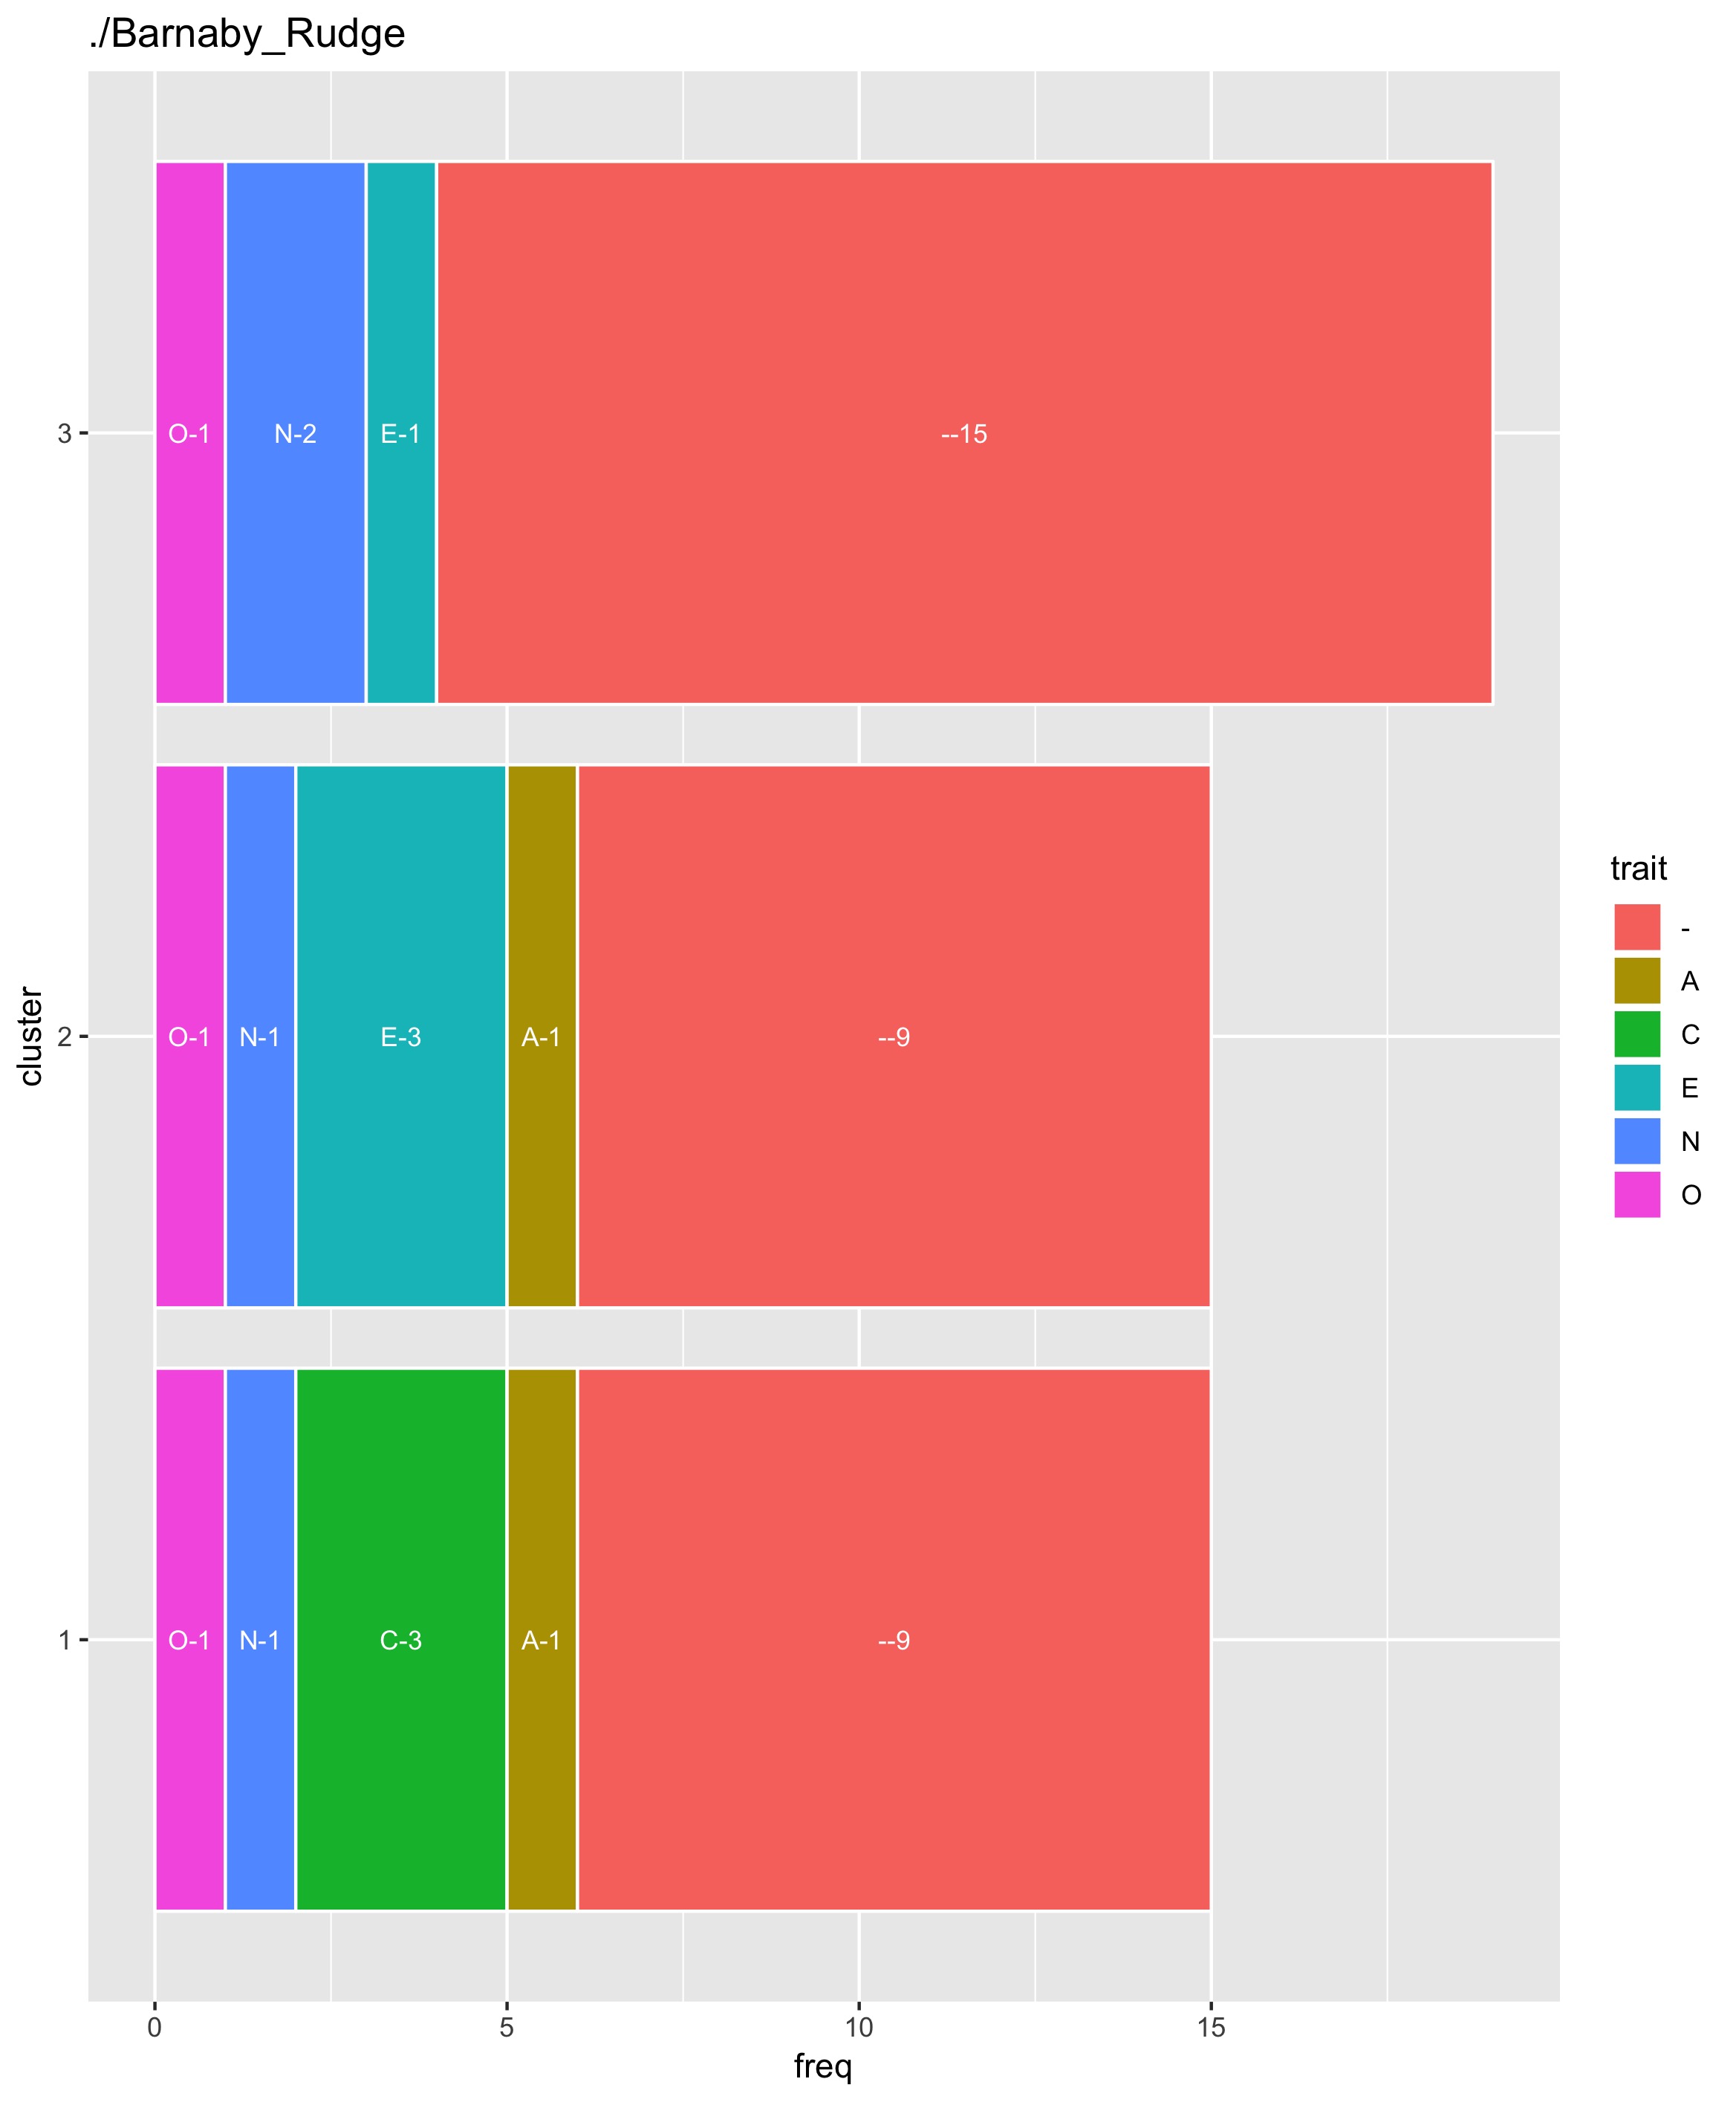 ./Barnaby_Rudge
3
O-1 N-2 E-1 --15
2
O-1 N-1 E-3 A-1 --9
1
O-1 N-1 C-3 A-1 --9
cluster
0 5 10 15
freq
trait
-
A
C
E
N
O